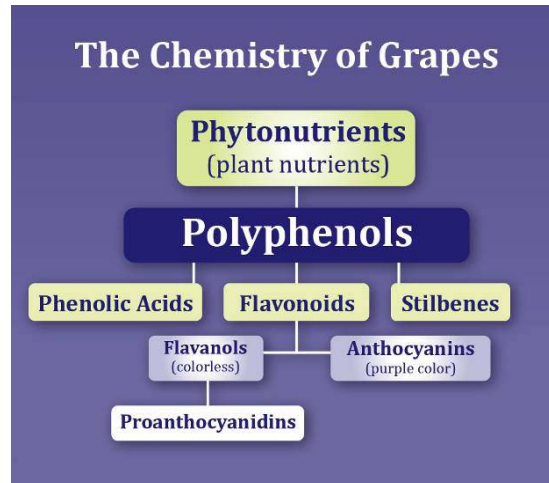 The Chemistry of Grapes
Phytonutrients
(plant nutrients)
Polyphenols
Phenolic Acids
Flavonoids
Stilbenes
Flavanols
(colorless)
Anthocyanins
(purple color)
Proanthocyanidins